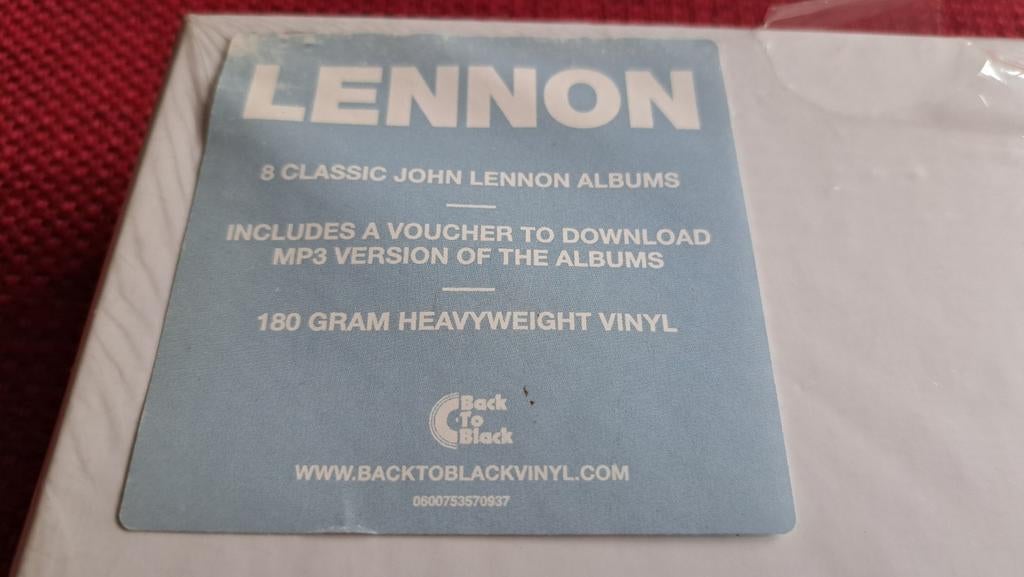 LENNON
8 CLASSIC JOHN LENNON ALBUMS
INCLUDES A VOUCHER TO DOWNLOAD
MP3 VERSION OF THE ALBUMS
180 GRAM HEAVYWEIGHT VINYL
Back
To
Black
WWW.BACKTOBLACKVINYL.COM
0600753570937